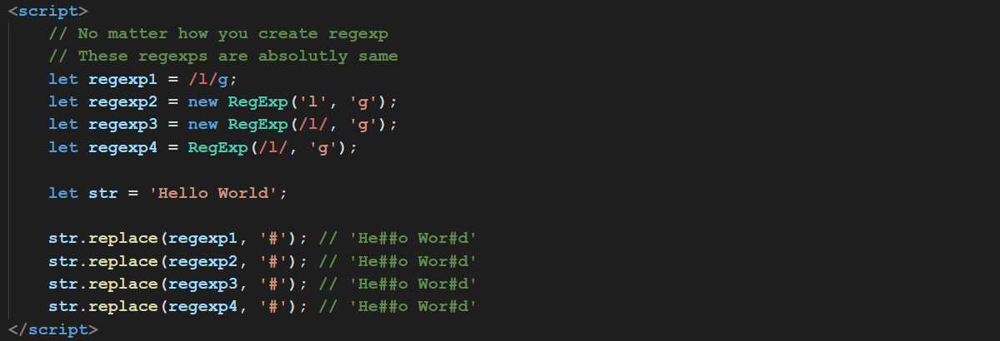 <script>
    // No matter how you create regexp
    // These regexps are absolutly same
    let regexp1 = /l/g;
    let regexp2 = new RegExp('l', 'g');
    let regexp3 = new RegExp(/l/, 'g');
    let regexp4 = RegExp(/l/, 'g');

    let str = 'Hello World';

    str.replace(regexp1, '#'); // 'He##o Wor#d'
    str.replace(regexp2, '#'); // 'He##o Wor#d'
    str.replace(regexp3, '#'); // 'He##o Wor#d'
    str.replace(regexp4, '#'); // 'He##o Wor#d'
</script>